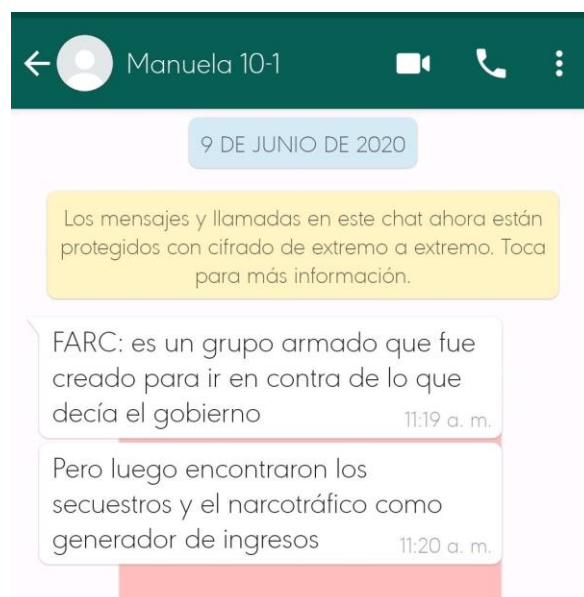 Manuela 10-1
9 DE JUNIO DE 2020
Los mensajes y llamadas en este chat ahora están
protegidos con cifrado de extremo a extremo. Toca
para más información.
FARC: es un grupo armado que fue
creado para ir en contra de lo que
decía el gobierno
11:19 a. m.
Pero luego encontraron los
secuestros y el narcotráfico como
generador de ingresos
11:20 a. m.